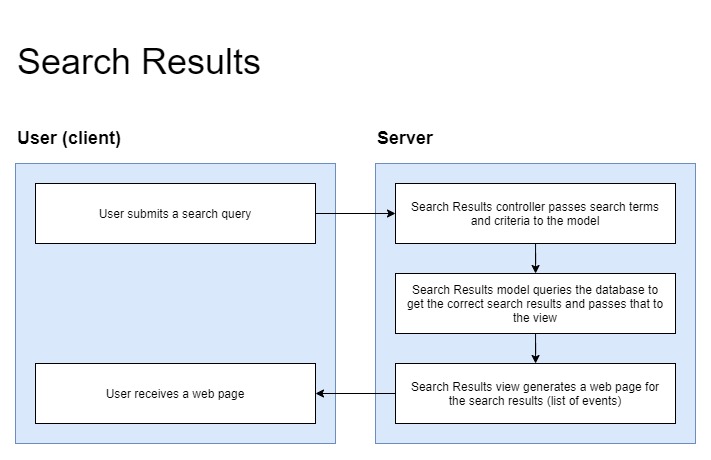 Search Results
User (client)
Server
User submits a search query
Search Results controller passes search terms
and criteria to the model
Search Results model queries the database to
get the correct search results and passes that to
the view
User receives a web page
Search Results view generates a web page for
the search results (list of events)